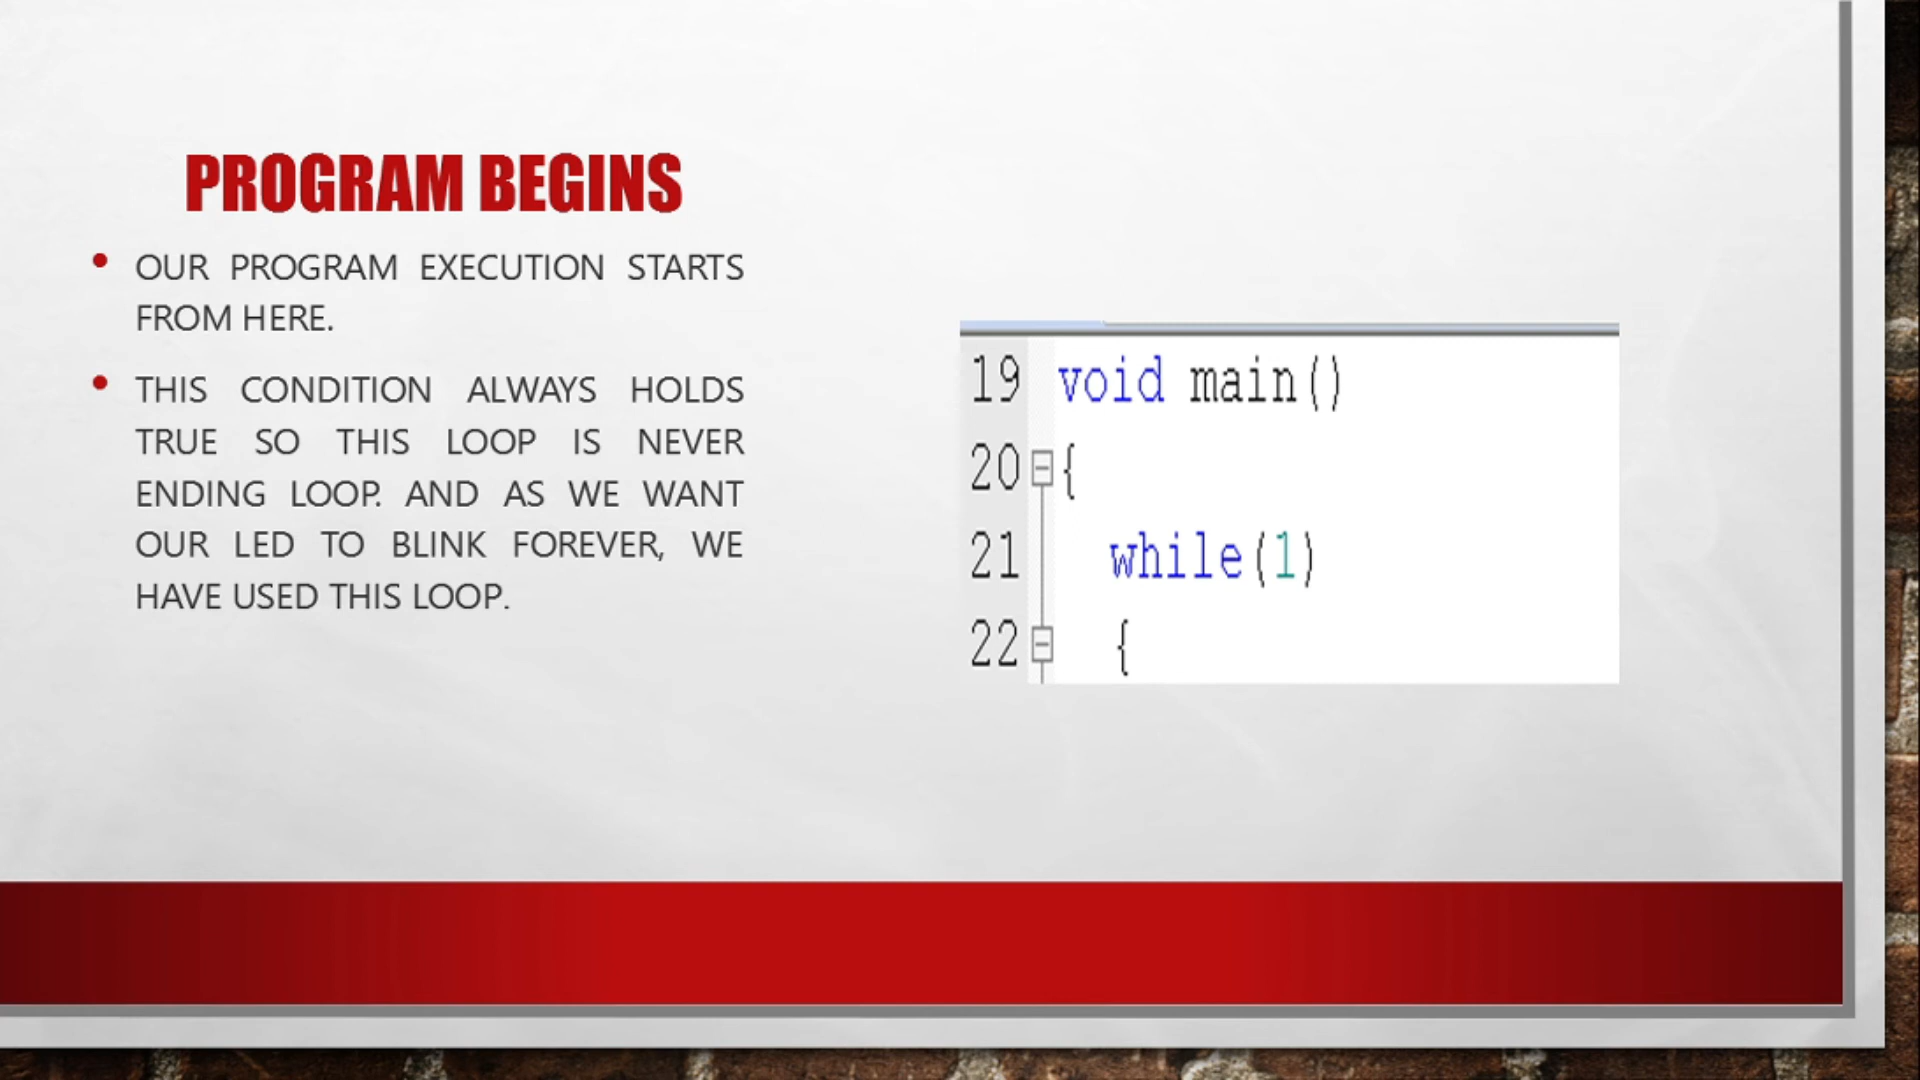 PROGRAM BEGINS
• OUR PROGRAM EXECUTION STARTS
FROM HERE.
• THIS CONDITION ALWAYS HOLDS
TRUE SO THIS LOOP IS NEVER
ENDING LOOP. AND AS WE WANT
OUR LED TO BLINK FOREVER, WE
HAVE USED THIS LOOP.
19 void main()
20 {
21 while(1)
22 {